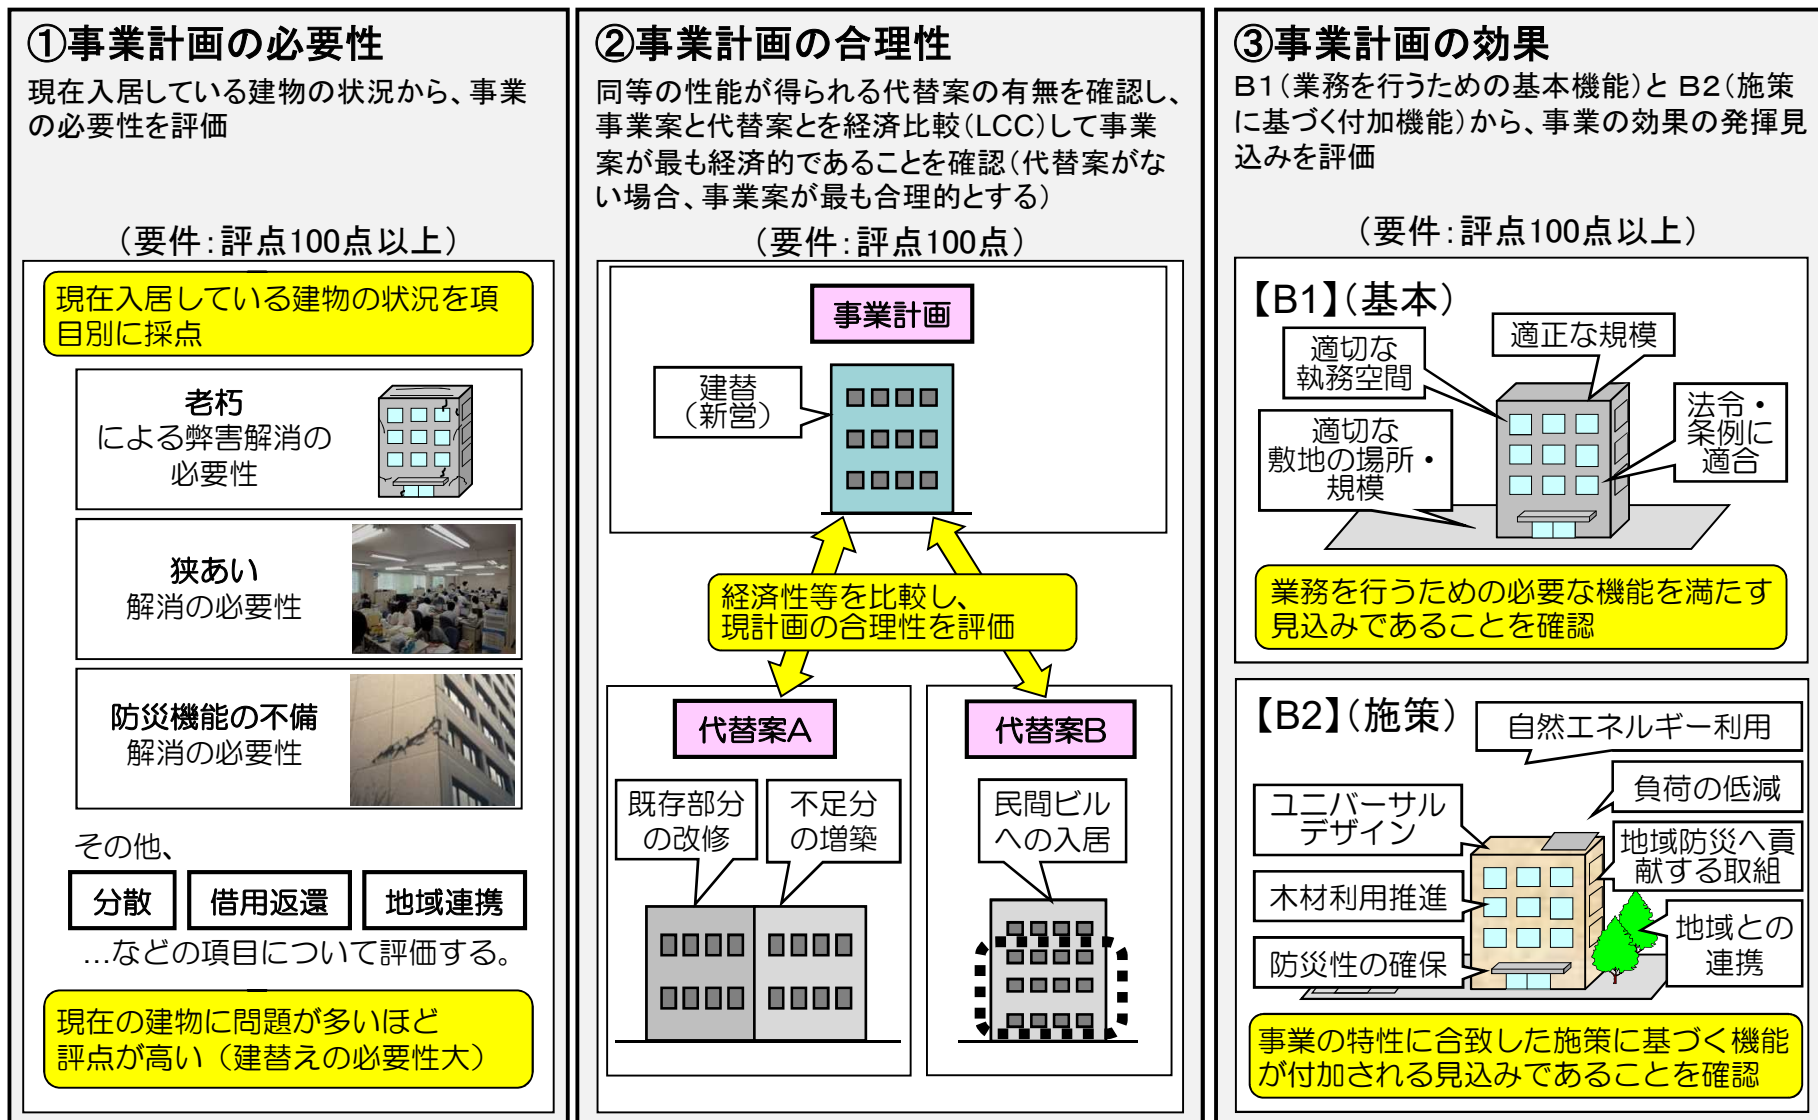 ①事業計画の必要性
現在入居している建物の状況から、事業
の必要性を評価
（要件：評点100点以上）
現在入居している建物の状況を項
目別に採点
老朽
による弊害解消の
必要性
狭あい
解消の必要性
防災機能の不備
解消の必要性
その他、
分散
借用返還
地域連携
…などの項目について評価する。
現在の建物に問題が多いほど
評点が高い（建替えの必要性大）
②事業計画の合理性
同等の性能が得られる代替案の有無を確認し、
事業案と代替案とを経済比較（LCC）して事業
案が最も経済的であることを確認（代替案がな
い場合、事業案が最も合理的とする）
（要件：評点100点）
事業計画
建替
（新営）
経済性等を比較し、
現計画の合理性を評価
代替案A
既存部分
の改修
不足分
の増築
代替案B
民間ビル
への入居
③事業計画の効果
B1（業務を行うための基本機能）と B2（施策
に基づく付加機能）から、事業の効果の発揮見
込みを評価
（要件：評点100点以上）
【B1】（基本）
適切な
執務空間
適正な規模
適切な
敷地の場所・
規模
法令・
条例に
適合
業務を行うための必要な機能を満たす
見込みであることを確認
【B2】（施策）
自然エネルギー利用
ユニバーサル
デザイン
負荷の低減
地域防災へ貢
献する取組
木材利用推進
地域との
連携
防災性の確保
事業の特性に合致した施策に基づく機能
が付加される見込みであることを確認